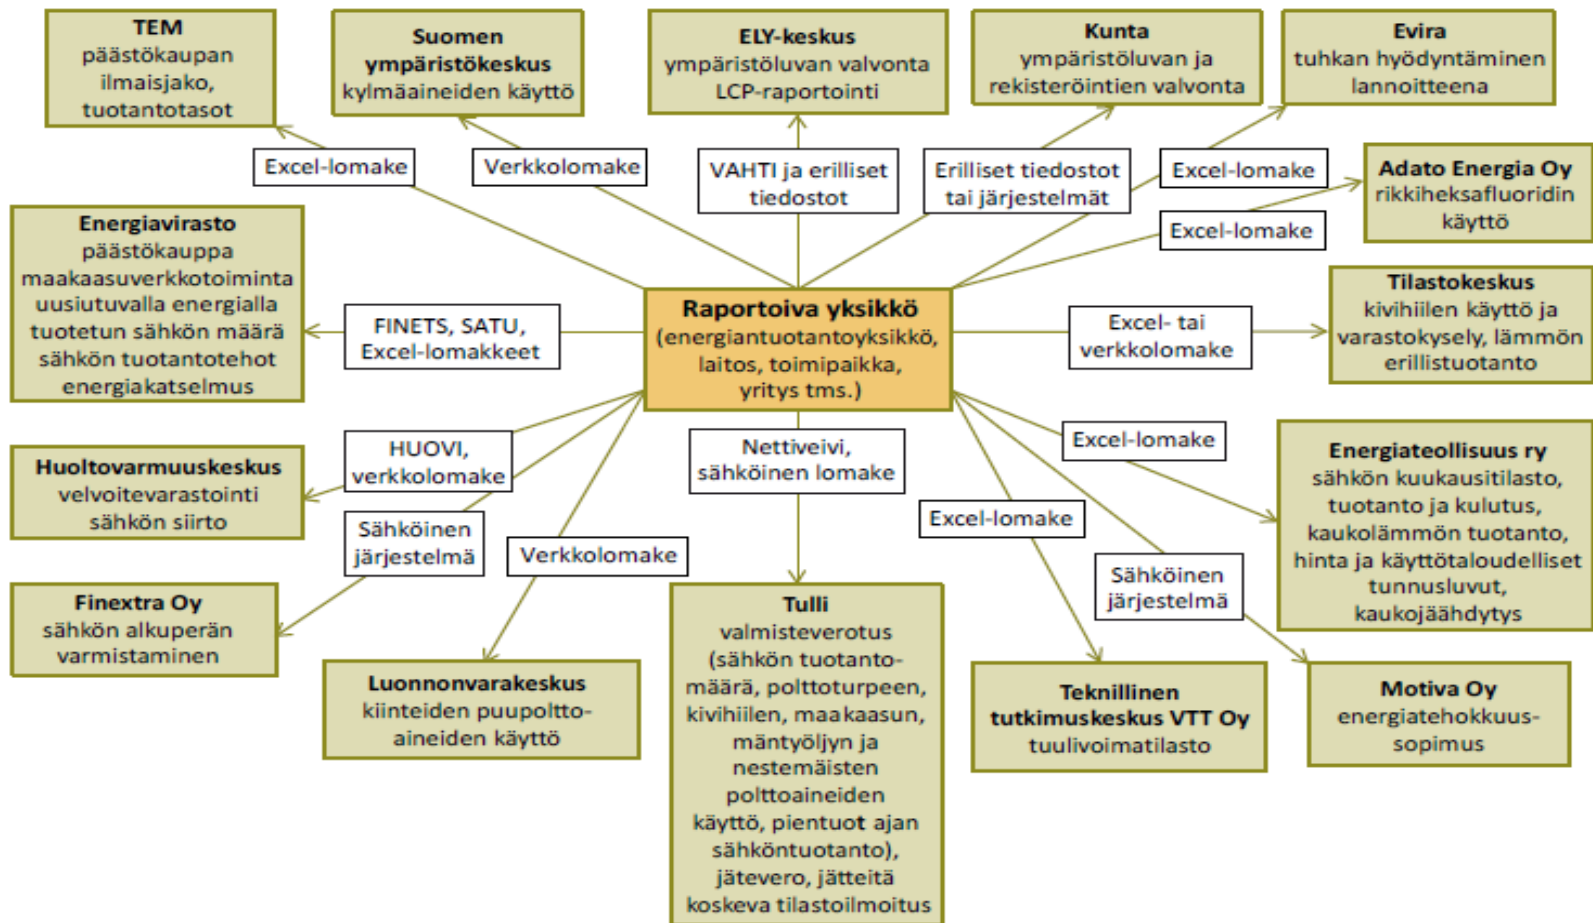 TEM
päästökaupan
ilmaisjako,
tuotantotasot
Suomen
ympäristökeskus
kylmäaineiden käyttö
ELY-keskus
ympäristöluvan valvonta
LCP-raportointi
Kunta
ympäristöluvan ja
rekisteröintien valvonta
Evira
tuhkan hyödyntäminen
lannoitteena
Excel-lomake
Verkkolomake
VAHTI ja erilliset
tiedostot
Erilliset tiedostot
tai järjestelmät
Excel-lomake
Adato Energia Oy
rikkiheksafluoridin
käyttö
Excel-lomake
Energiavirasto
päästökauppa
maakaasuverkkotoiminta
uusiutuvalla energialla
tuotetun sähkön määrä
sähkön tuotantotehot
energiakatselmus
FINETS, SATU,
Excel-lomakkeet
Raportoiva yksikkö
(energiantuotantoyksikkö,
laitos, toimipaikka,
yritys tms.)
Excel- tai
verkkolomake
Tilastokeskus
kivihiilen käyttö ja
varastokysely, lämmön
erillistuotanto
Huoltovarmuuskeskus
velvoitevarastointi
sähkön siirto
HUOVI,
verkkolomake
Nettiveivi,
sähköinen lomake
Excel-lomake
Energiateollisuus ry
sähkön kuukausitilasto,
tuotanto ja kulutus,
kaukolämmön tuotanto,
hinta ja käyttötaloudelliset
tunnusluvut,
kaukojäähdytys
Sähköinen
järjestelmä
Verkkolomake
Excel-lomake
Sähköinen
järjestelmä
Finextra Oy
sähkön alkuperän
varmistaminen
Luonnonvarakeskus
kiinteiden puupoltto-
aineiden käyttö
Tulli
valmisteverotus
(sähkön tuotanto-
määrä, polttoturpeen,
kivihiilen, maakaasun,
mäntyöljyn ja
nestemäisten
polttoaineiden
käyttö, pientuot ajan
sähköntuotanto),
jätevero, jätteitä
koskeva tilastoilmoitus
Teknillinen
tutkimuskeskus VTT Oy
tuulivoimatilasto
Motiva Oy
energiatehokkuus-
sopimus